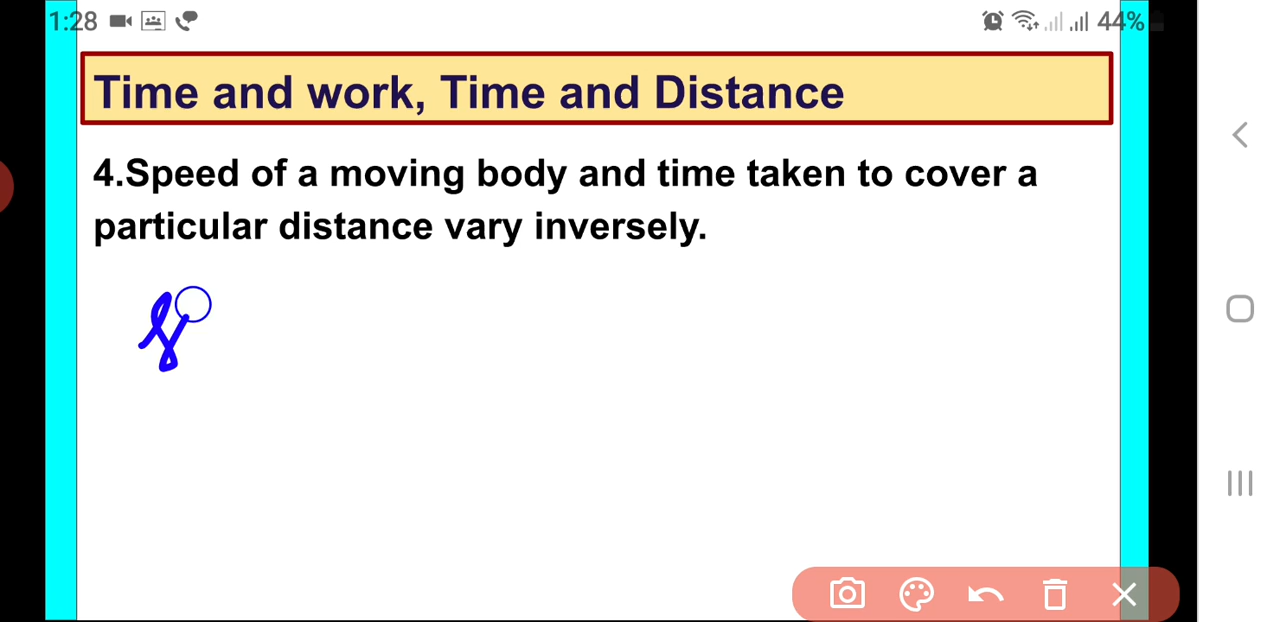 1:28 44%
Time and work, Time and Distance
4.Speed of a moving body and time taken to cover a
particular distance vary inversely.